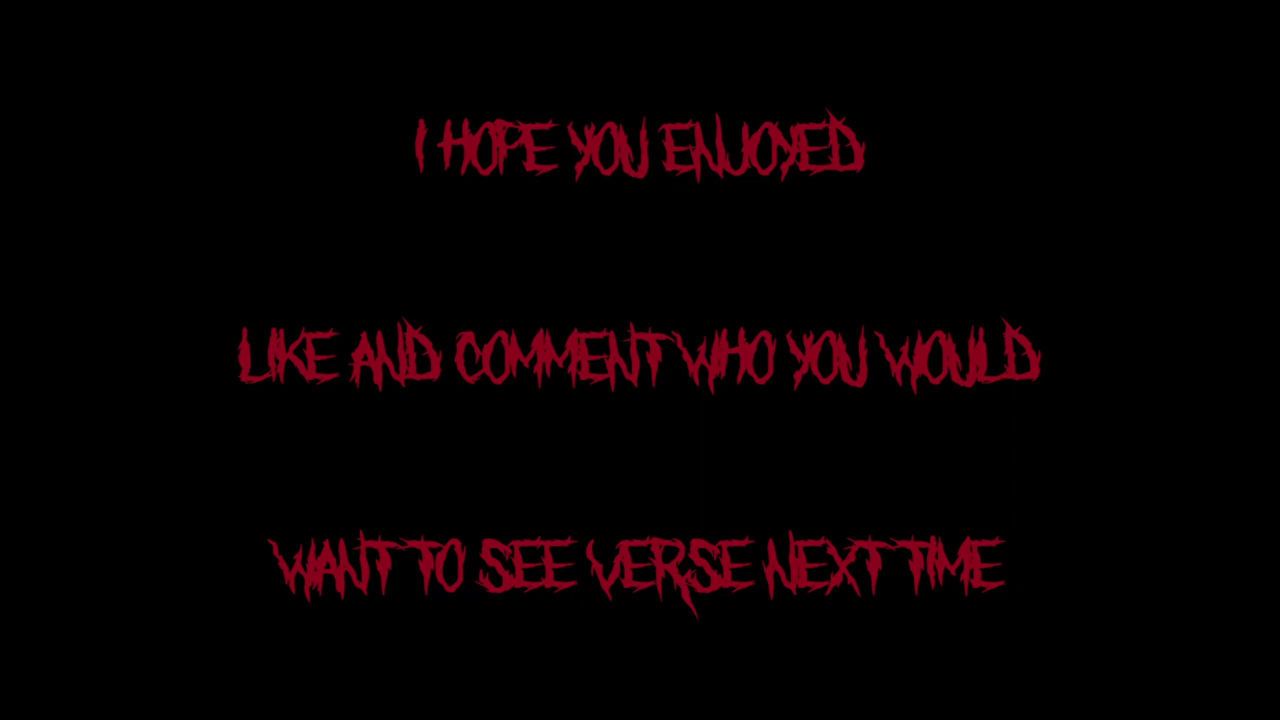 I HOPE YOU ENJOYED
LIKE AND COMMENT WHO YOU WOULD
WANT TO SEE VERSE NEXT TIME